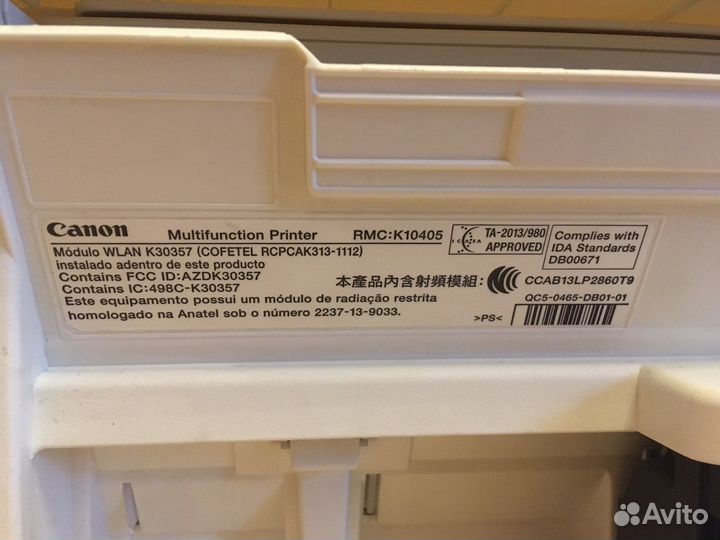 Canon Multifunction Printer RMC:K10405
Módulo WLAN K30357 (COFETEL RCPCAK313-1112)
instalado adentro de este producto
Contains FCC ID:AZDK30357
Contains IC:498C-K30357
Este equipamento possui um módulo de radiação restrita
homologado na Anatel sob o número 2237-13-9033.
ICASA
TA-2013/980
APPROVED
Complies with
IDA Standards
DB00671
本產品內含射頻模組:
CCAB13LP2860T9
QC5-0465-DB01-01
>PS<
Avito